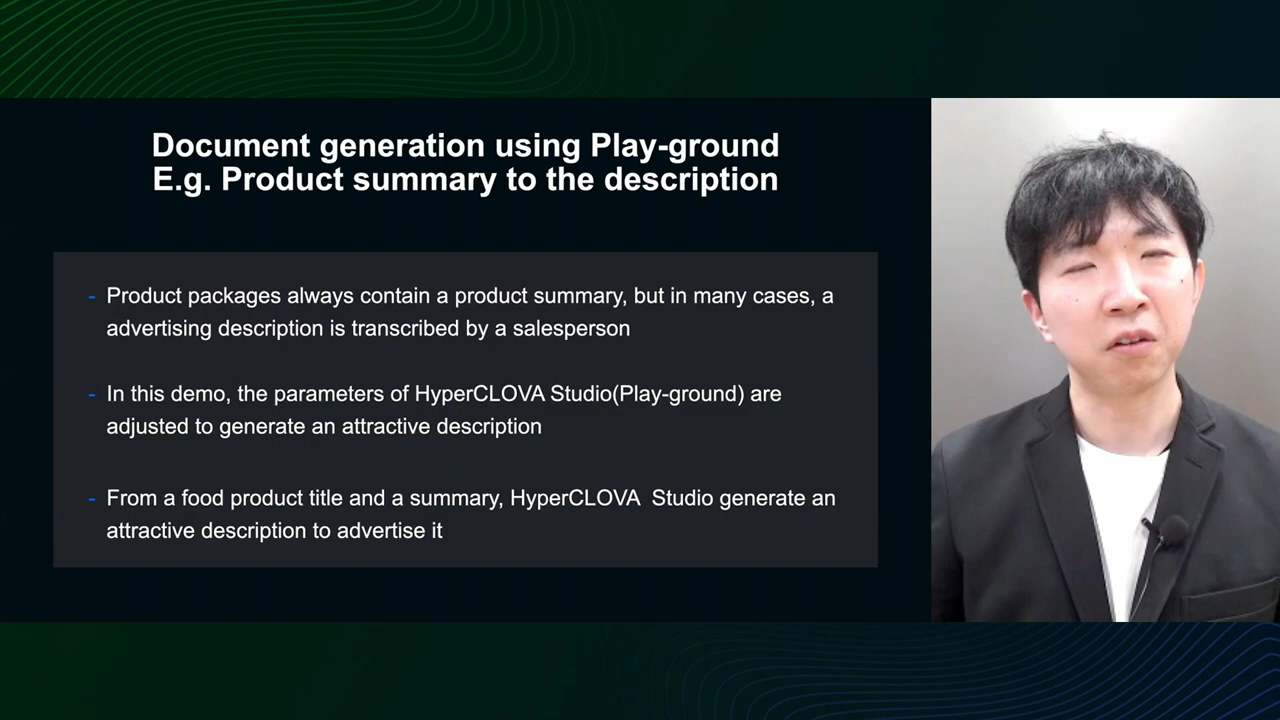 Document generation using Play-ground
E.g. Product summary to the description
- Product packages always contain a product summary, but in many cases, a
advertising description is transcribed by a salesperson
- In this demo, the parameters of HyperCLOVA Studio(Play-ground) are
adjusted to generate an attractive description
- From a food product title and a summary, HyperCLOVA  Studio generate an
attractive description to advertise it